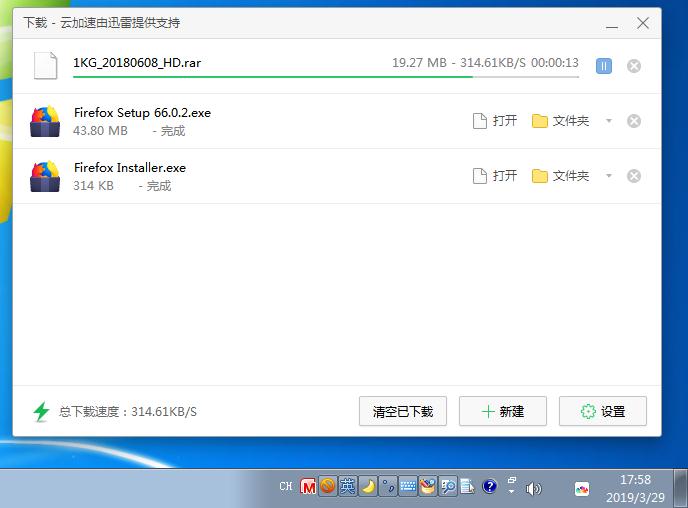 下载 - 云加速由迅雷提供支持
1KG_20180608_HD.rar 19.27 MB - 314.61KB/S 00:00:13
Firefox Setup 66.0.2.exe
43.80 MB - 完成 打开 文件夹
Firefox Installer.exe
314 KB - 完成 打开 文件夹
总下载速度：314.61KB/S 清空已下载 新建 设置
CH M 英 17:58
2019/3/29